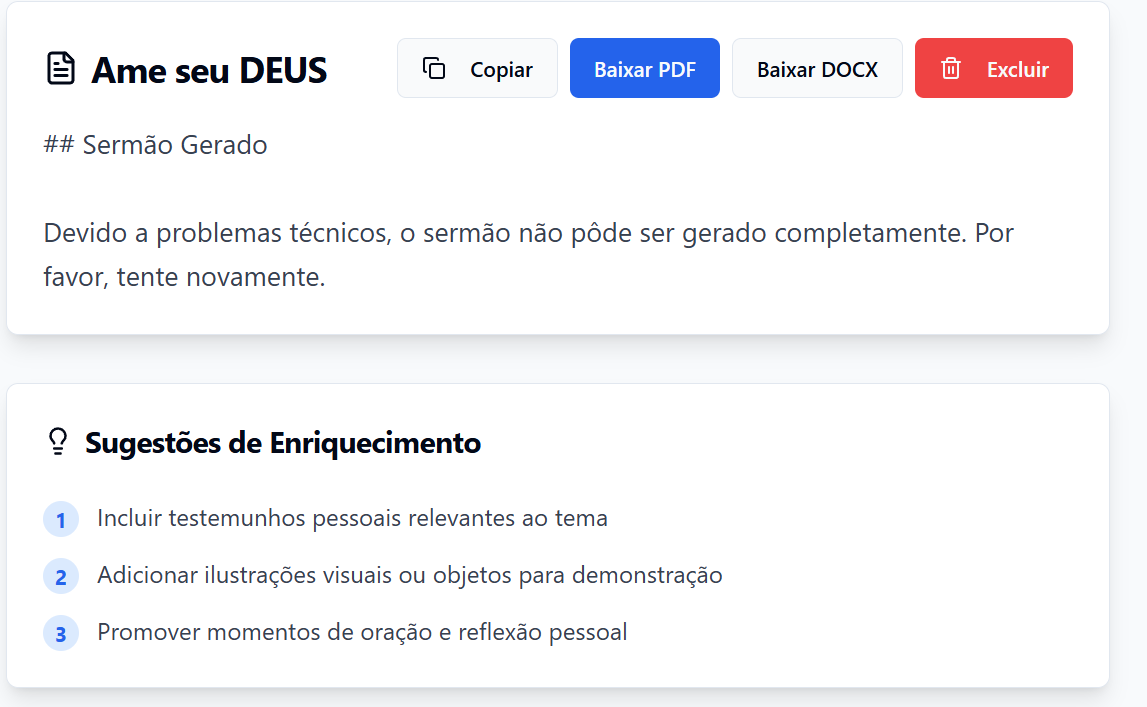 Ame seu DEUS
Copiar
Baixar PDF
Baixar DOCX
Excluir
## Sermão Gerado
Devido a problemas técnicos, o sermão não pôde ser gerado completamente. Por
favor, tente novamente.
Sugestões de Enriquecimento
1 Incluir testemunhos pessoais relevantes ao tema
2 Adicionar ilustrações visuais ou objetos para demonstração
3 Promover momentos de oração e reflexão pessoal